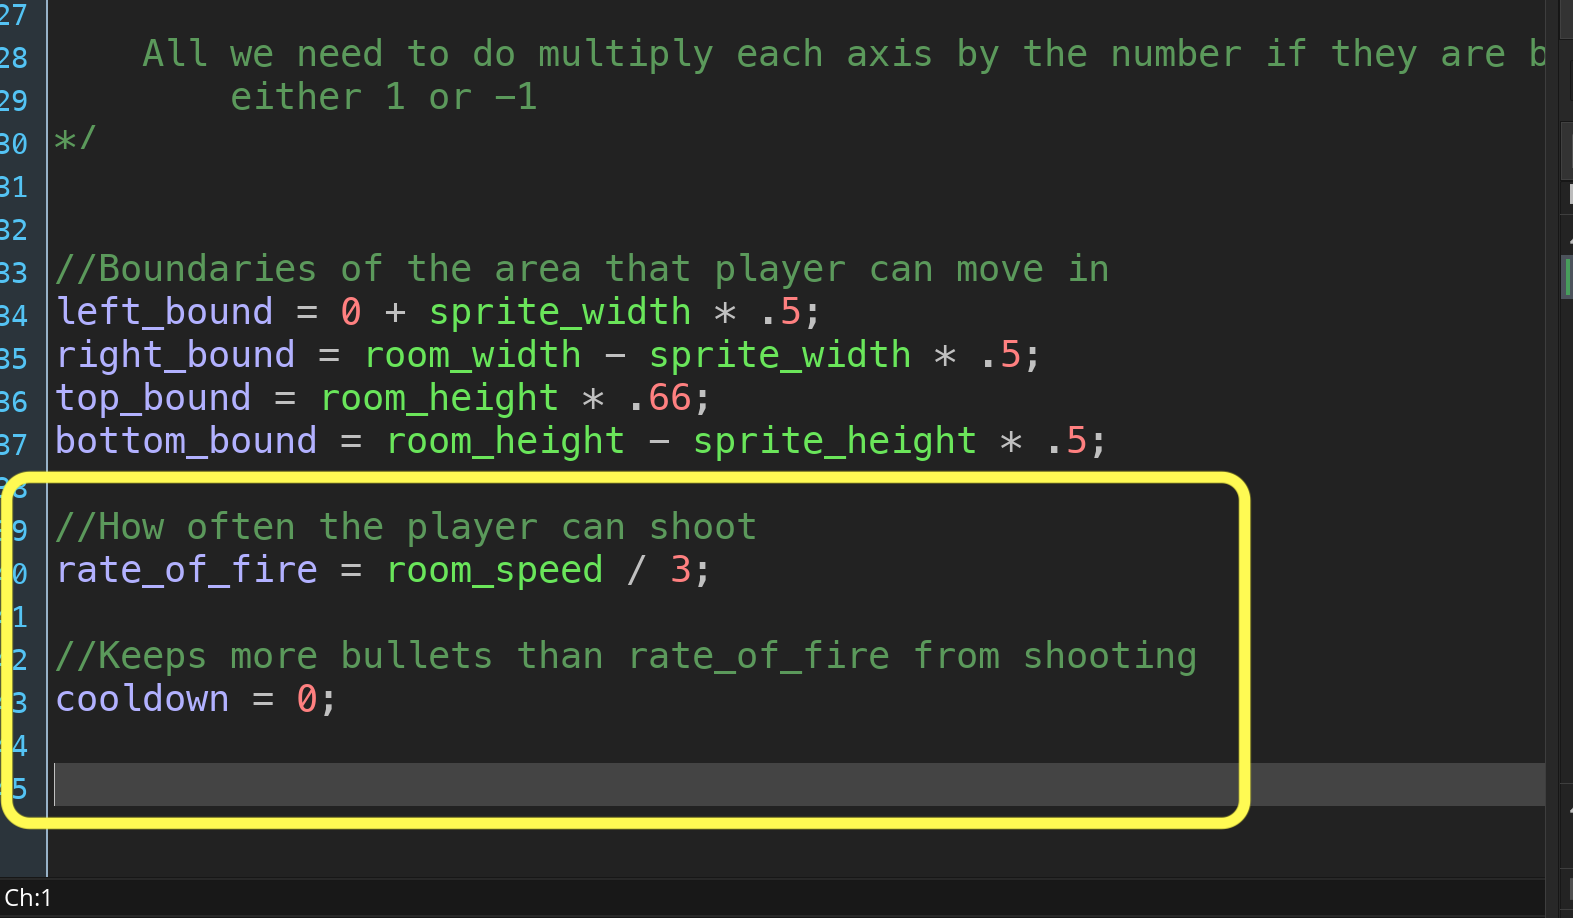 27
28 All we need to do multiply each axis by the number if they are b
29 either 1 or −1
30 */
31
32
33 //Boundaries of the area that player can move in
34 left_bound = 0 + sprite_width * .5;
35 right_bound = room_width − sprite_width * .5;
36 top_bound = room_height * .66;
37 bottom_bound = room_height − sprite_height * .5;
38
39 //How often the player can shoot
40 rate_of_fire = room_speed / 3;
41
42 //Keeps more bullets than rate_of_fire from shooting
43 cooldown = 0;
44
45
Ch:1